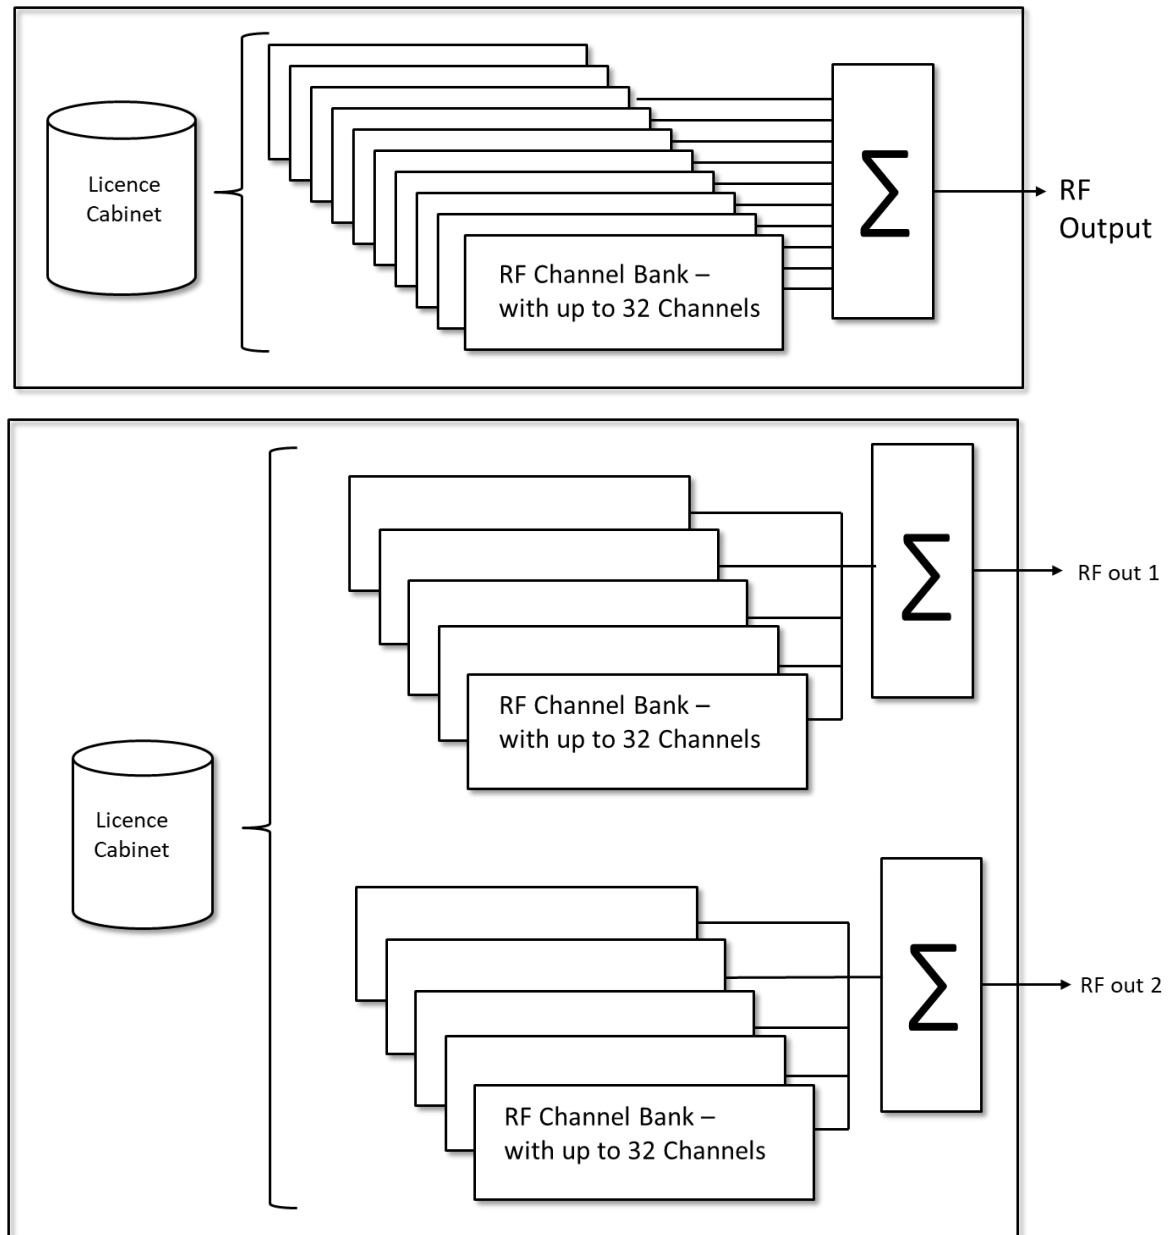 Licence
Cabinet
RF Channel Bank –
with up to 32 Channels
∑
RF
Output
Licence
Cabinet
RF Channel Bank –
with up to 32 Channels
∑
RF out 1
RF Channel Bank –
with up to 32 Channels
∑
RF out 2